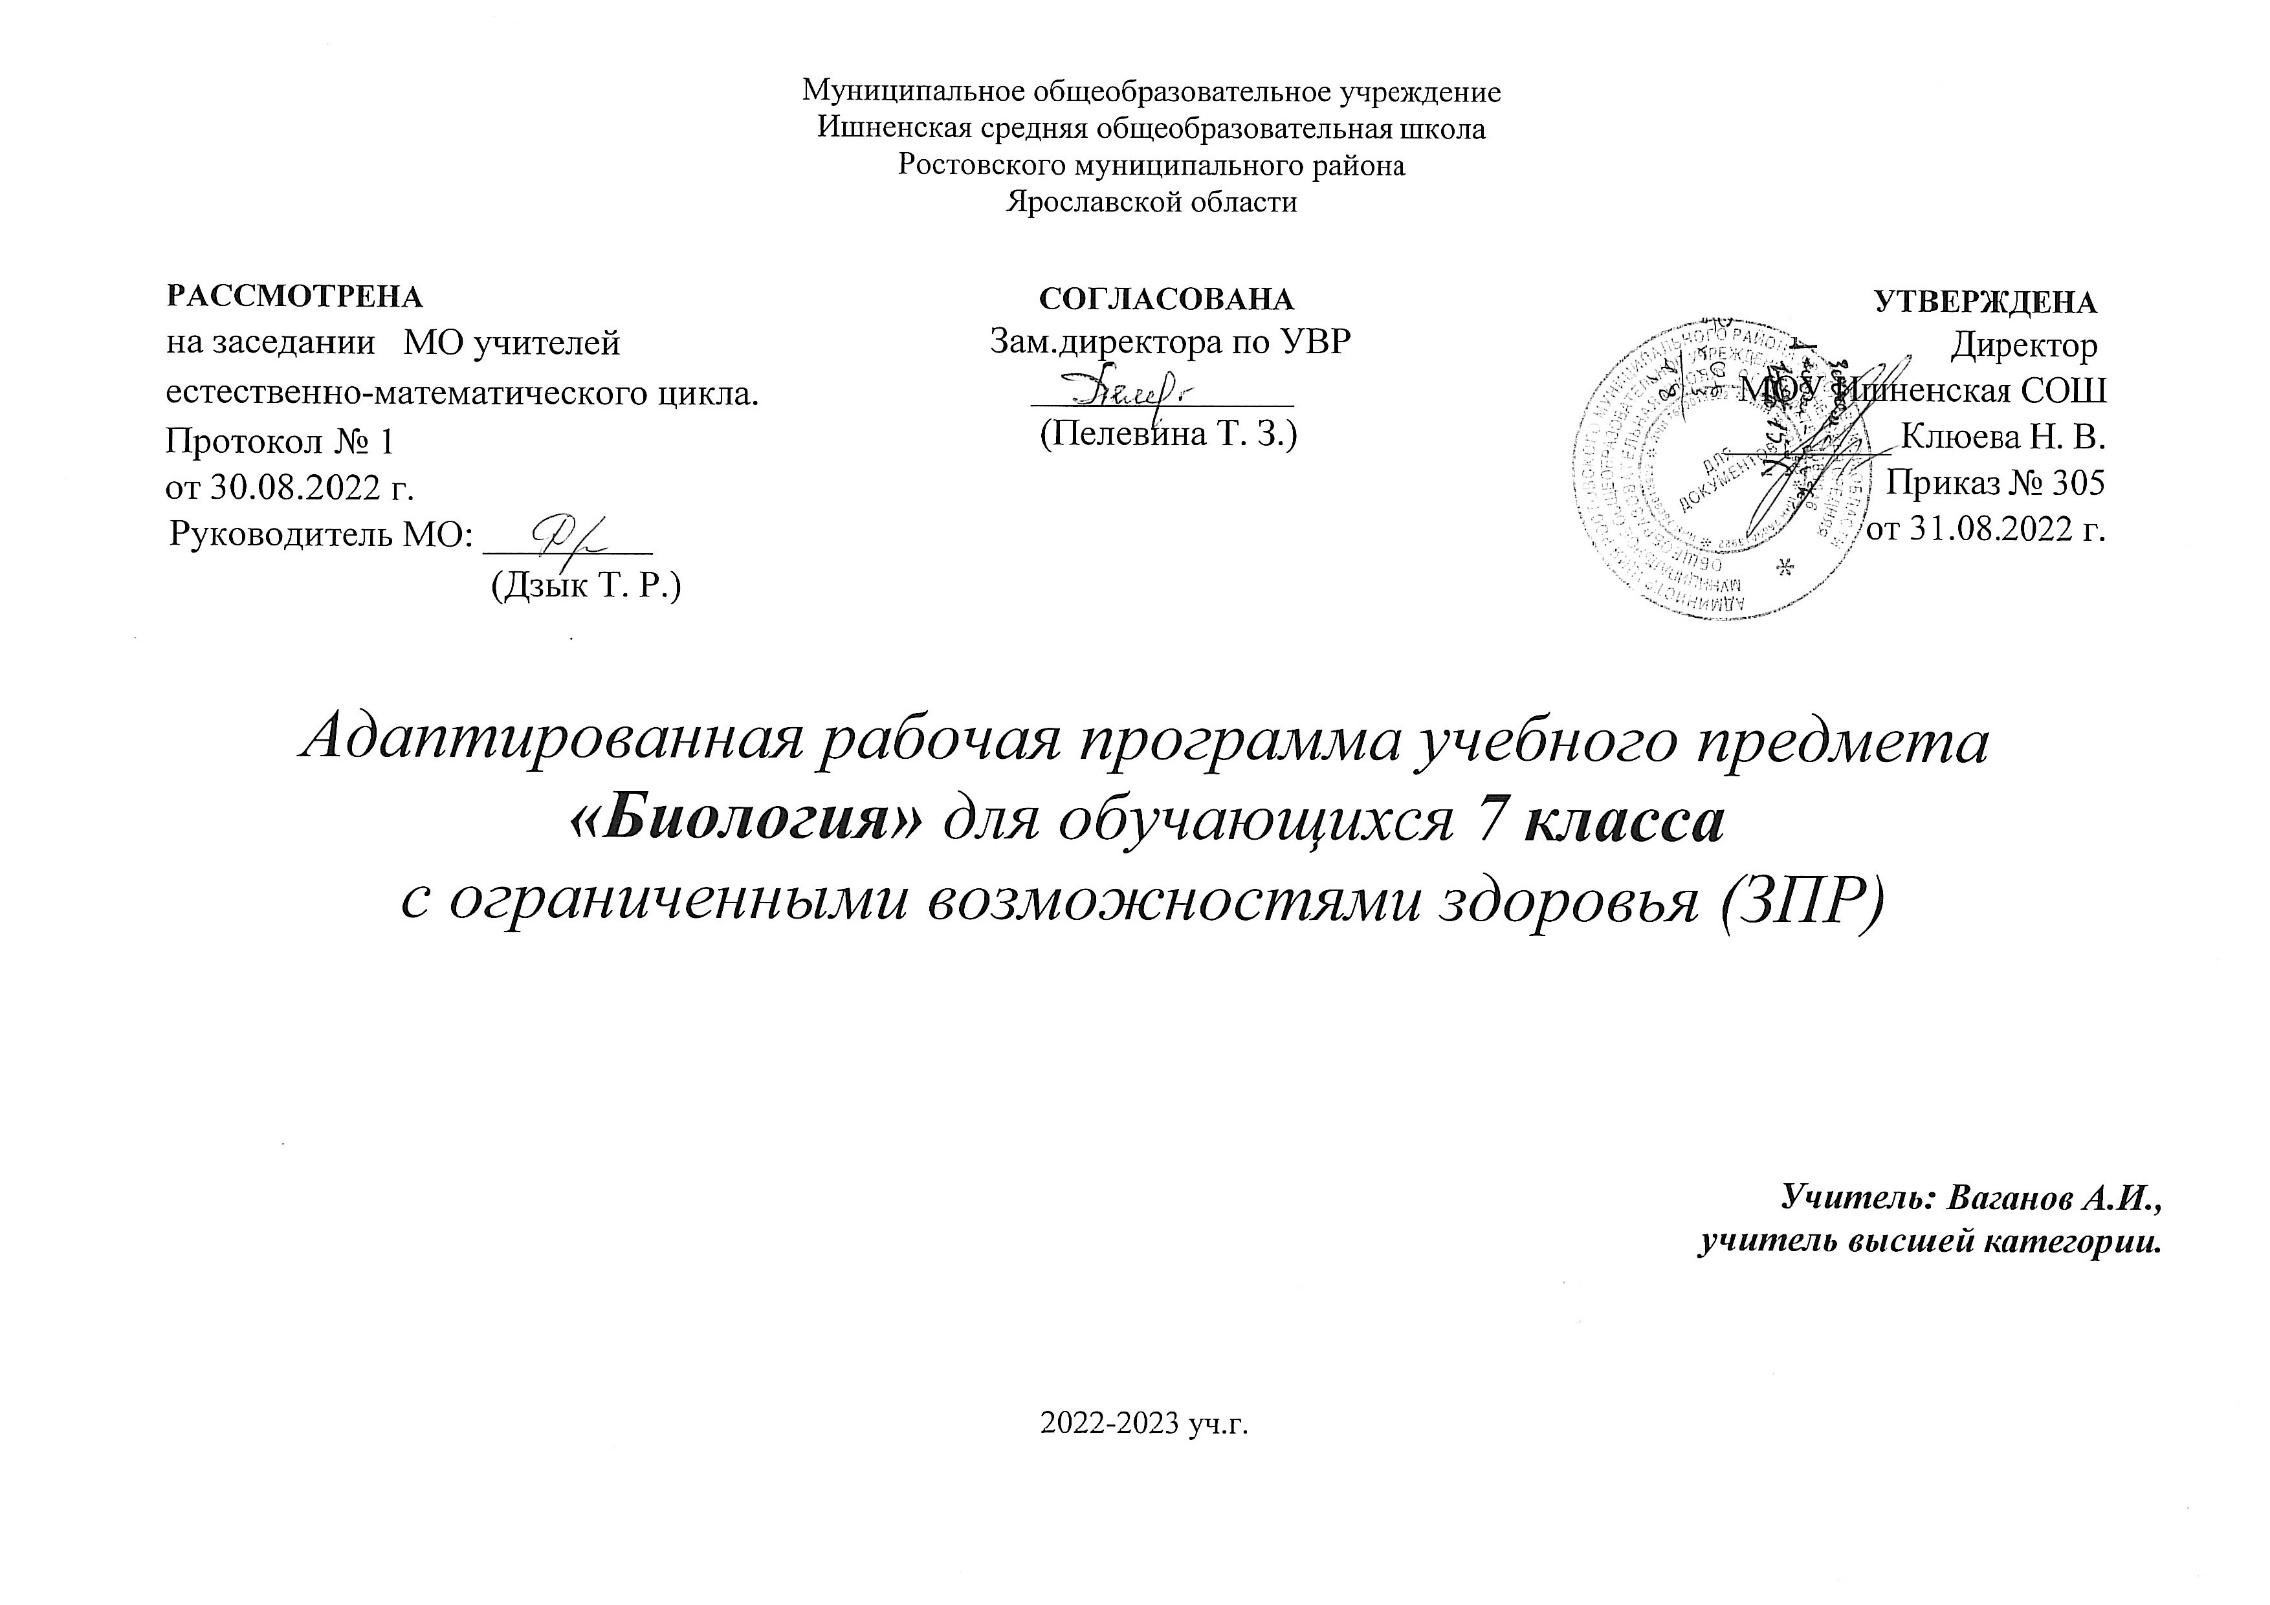 Муниципальное общеобразовательное учреждение
Ишненская средняя общеобразовательная школа
Ростовского муниципального района
Ярославской области
РАССМОТРЕНА
на заседании МО учителей
естественно-математического цикла.
Протокол № 1
от 30.08.2022 г.
Руководитель МО: __________
(Дзык Т. Р.)
СОГЛАСОВАНА
Зам.директора по УВР
(Пелевина Т. З.)
УТВЕРЖДЕНА
Директор
МОУ Ишненская СОШ
Клюева Н. В.
Приказ № 305
от 31.08.2022 г.
ДЛЯ
ДОКУМЕНТОВ
Адаптированная рабочая программа учебного предмета
«Биология» для обучающихся 7 класса
с ограниченными возможностями здоровья (ЗПР)
Учитель: Ваганов А.И.,
учитель высшей категории.
2022-2023 уч.г.